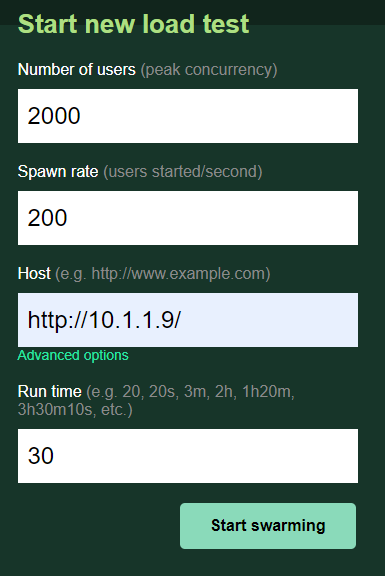 Start new load test
Number of users (peak concurrency)
2000
Spawn rate (users started/second)
200
Host (e.g. http://www.example.com)
http://10.1.1.9/
Advanced options
Run time (e.g. 20, 20s, 3m, 2h, 1h20m,
3h30m10s, etc.)
30
Start swarming